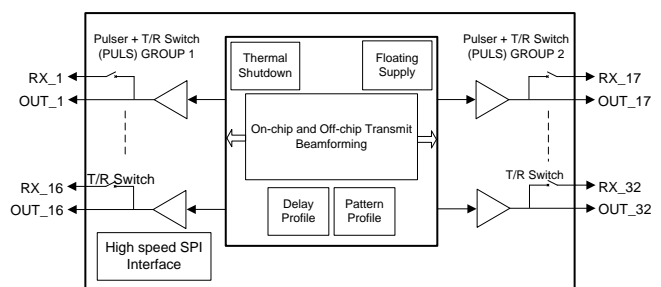 Pulser + T/R Switch
(PULS) GROUP 1
RX_1
OUT_1
RX_16
T/R Switch
OUT_16
High speed SPI
Interface
Thermal
Shutdown
Floating
Supply
On-chip and Off-chip Transmit
Beamforming
Delay
Profile
Pattern
Profile
Pulser + T/R Switch
(PULS) GROUP 2
RX_17
OUT_17
T/R Switch
RX_32
OUT_32